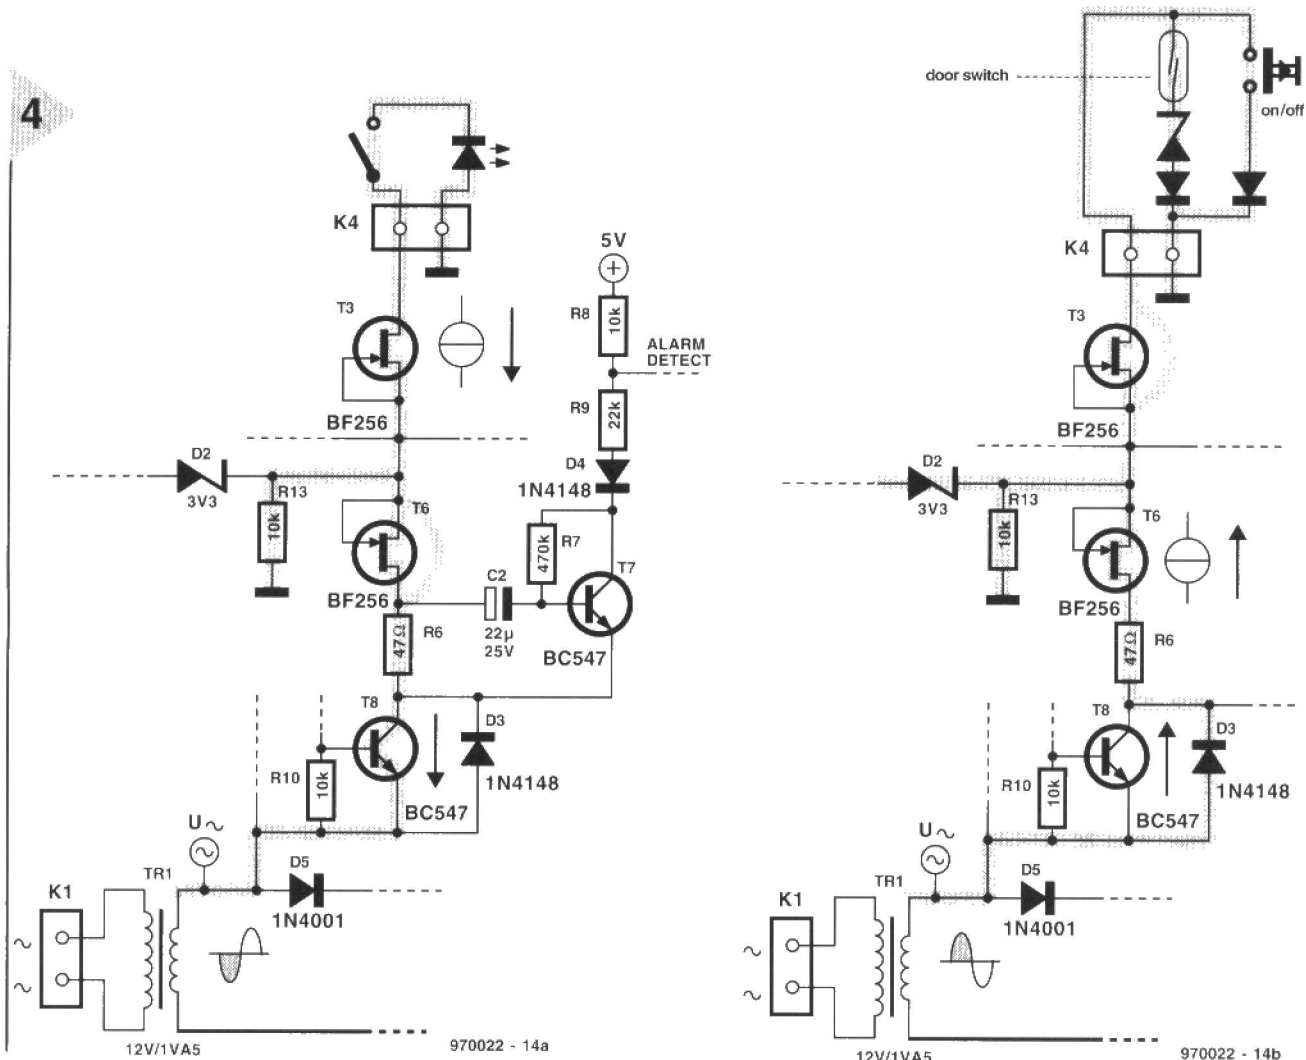 4
K4
5V
T3
R8
10k
ALARM
DETECT
R9
22k
BF256
D2
D4
3V3
R13
1N4148
T6
10k
R7
470k
T7
C2
BF256
R6
47Ω
22µ
25V
BC547
T8
D3
R10
10k
1N4148
BC547
U~
D5
TR1
K1
1N4001
~
~
12V/1VA5
970022 - 14a
door switch
on/off
K4
T3
BF256
D2
3V3
R13
T6
10k
BF256
R6
47Ω
T8
D3
R10
10k
1N4148
BC547
U~
D5
TR1
K1
1N4001
~
~
12V/1VA5
970022 - 14b